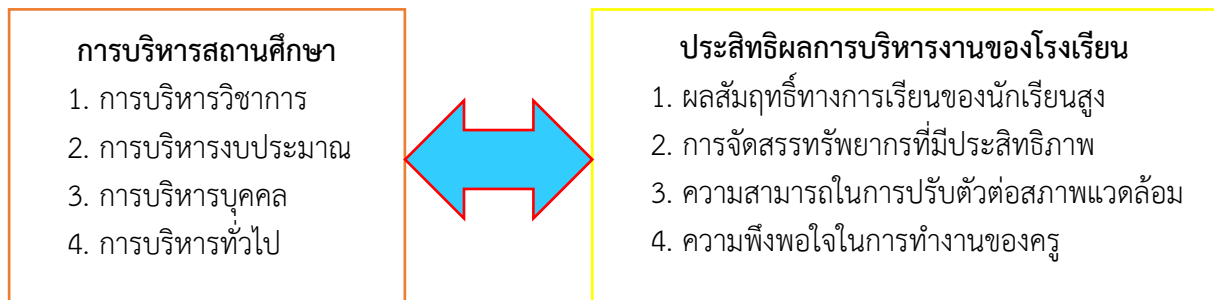 การบริหารสถานศึกษา
1. การบริหารวิชาการ
2. การบริหารงบประมาณ
3. การบริหารบุคคล
4. การบริหารทั่วไป
ประสิทธิผลการบริหารงานของโรงเรียน
1. ผลสัมฤทธิ์ทางการเรียนของนักเรียนสูง
2. การจัดสรรทรัพยากรที่มีประสิทธิภาพ
3. ความสามารถในการปรับตัวต่อสภาพแวดล้อม
4. ความพึงพอใจในการทำงานของครู